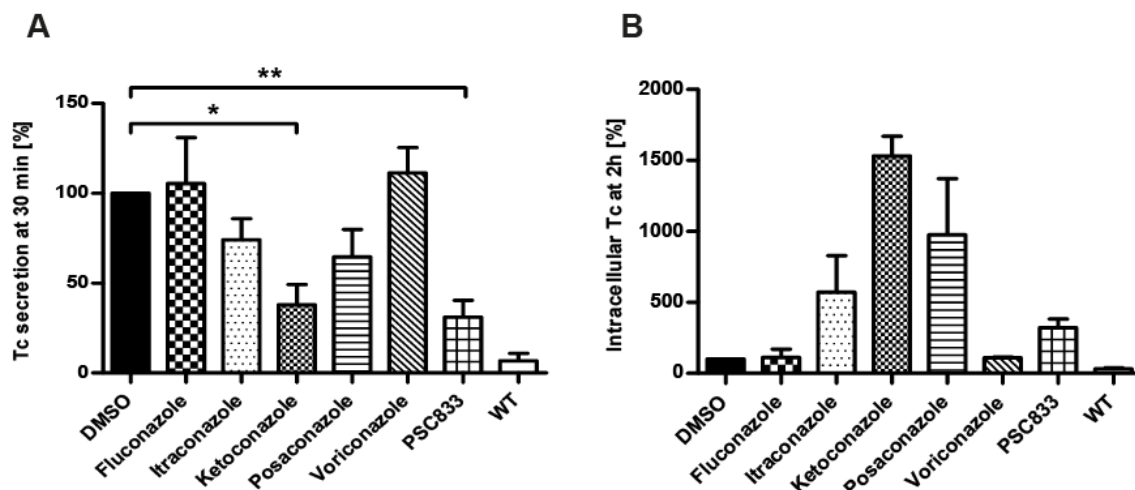 A
Tc secretion at 30 min [%]
150
100
50
0
**
*
DMSO
Fluconazole
Itraconazole
Ketoconazole
Posaconazole
Voriconazole
PSC833
WT
B
Intracellular Tc at 2h [%]
2000
1500
1000
500
0
DMSO
Fluconazole
Itraconazole
Ketoconazole
Posaconazole
Voriconazole
PSC833
WT